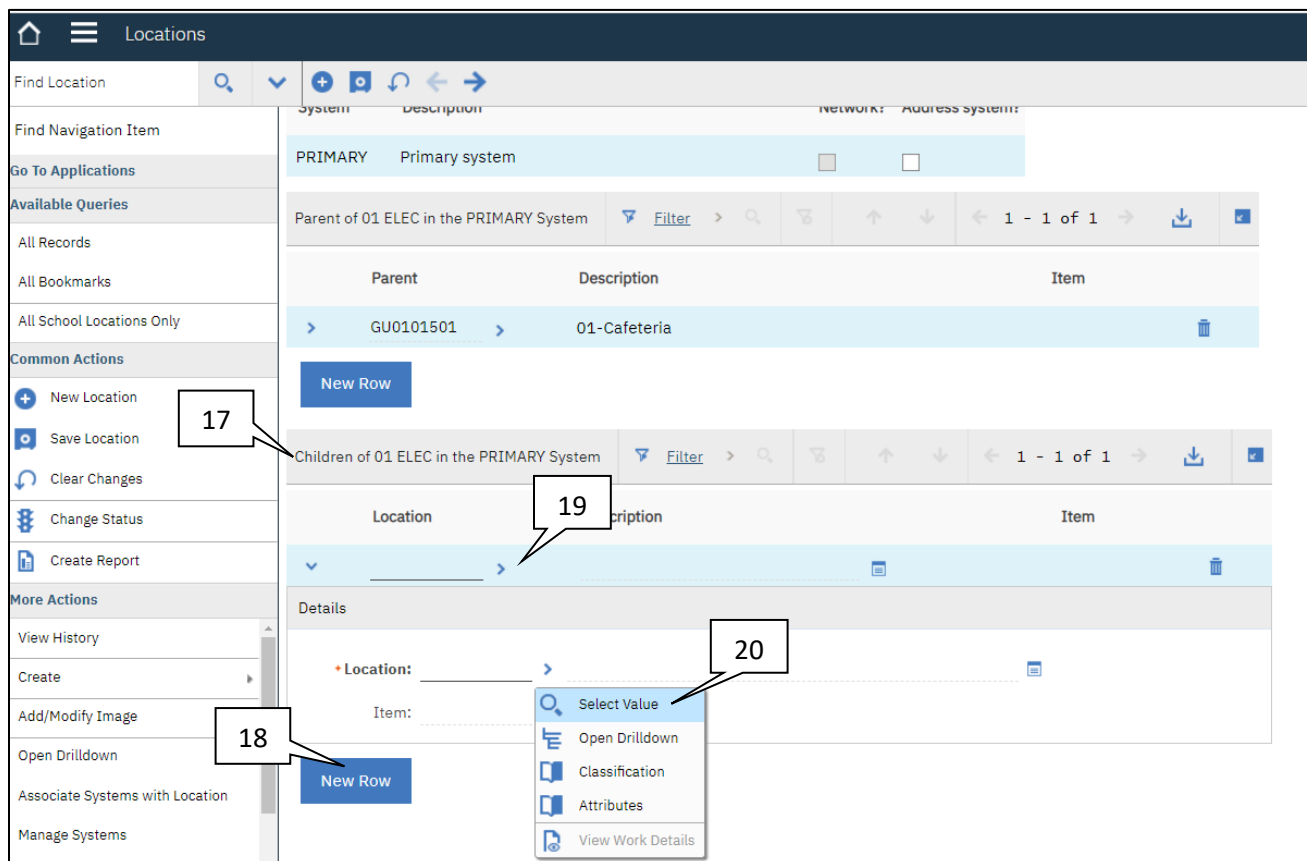 Locations
Find Location
Find Navigation Item
Go To Applications
Available Queries
All Records
All Bookmarks
All School Locations Only
Common Actions
New Location
Save Location
Clear Changes
Change Status
Create Report
More Actions
View History
Create
Add/Modify Image
Open Drilldown
Associate Systems with Location
Manage Systems
System Description Network? Address system?
PRIMARY Primary system
Parent of 01 ELEC in the PRIMARY System Filter 1 - 1 of 1
Parent Description Item
GU0101501 01-Cafeteria
New Row
17
Children of 01 ELEC in the PRIMARY System Filter 1 - 1 of 1
19
Location cription Item
Details
20
*Location:
Item:
Select Value
Open Drilldown
Classification
Attributes
View Work Details
18
New Row